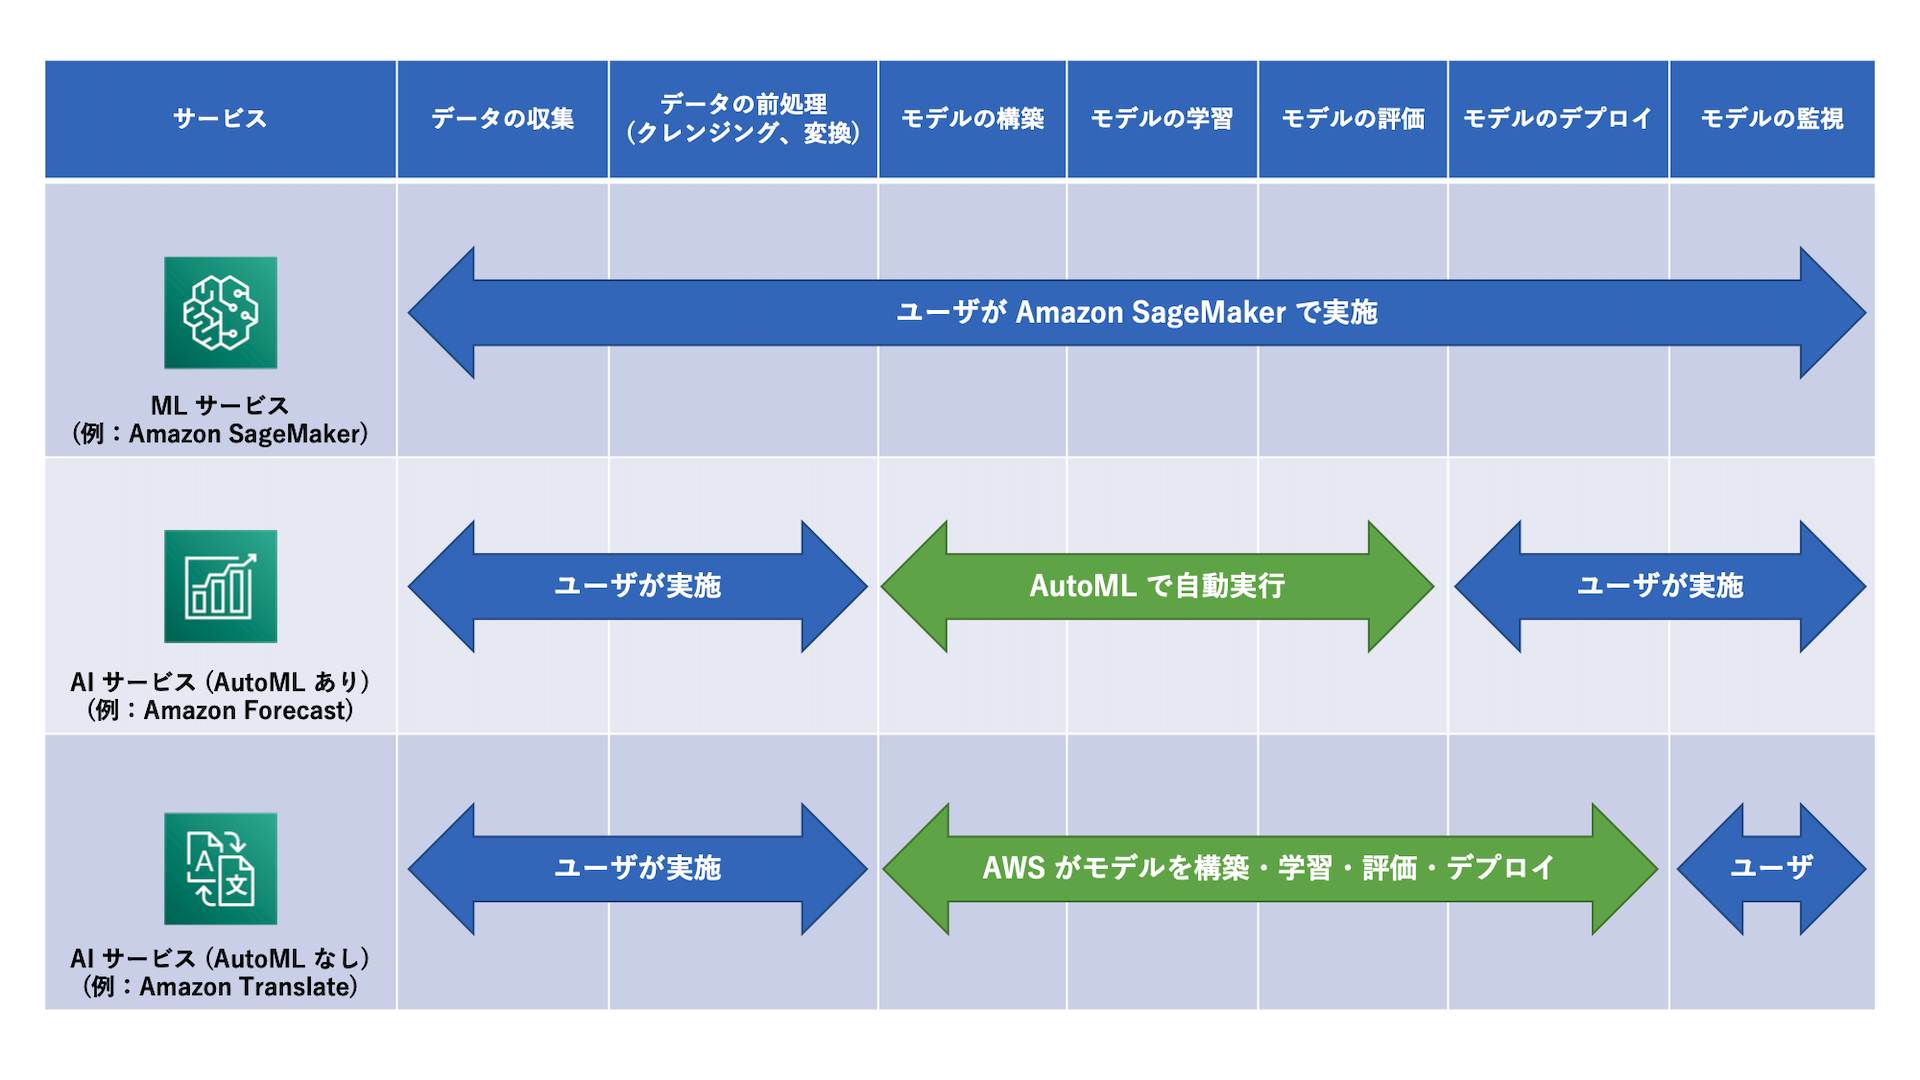 サービス
データの収集
データの前処理
(クレンジング、変換)
モデルの構築
モデルの学習
モデルの評価
モデルのデプロイ
モデルの監視
ユーザが Amazon SageMaker で実施
ML サービス
(例：Amazon SageMaker)
ユーザが実施
AutoML で自動実行
ユーザが実施
AI サービス (AutoML あり)
(例：Amazon Forecast)
A
文
ユーザが実施
AWS がモデルを構築・学習・評価・デプロイ
ユーザ
AI サービス (AutoML なし)
(例：Amazon Translate)